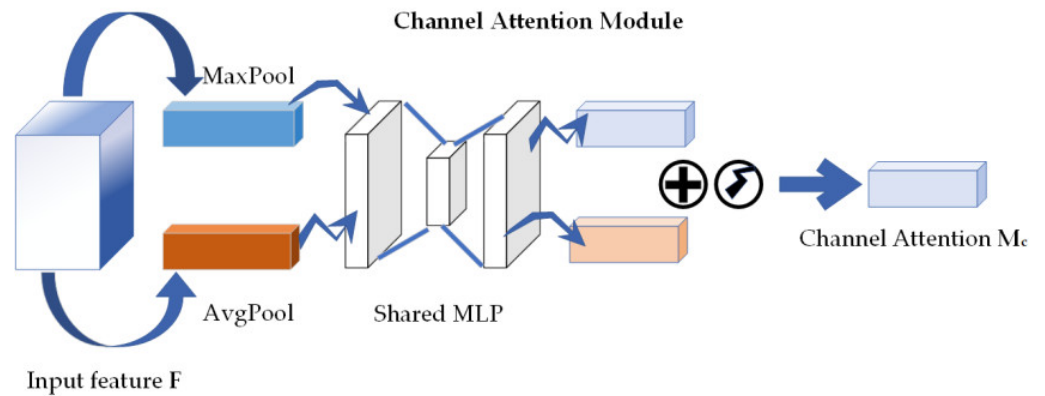 Channel Attention Module
MaxPool
AvgPool
Shared MLP
Channel Attention Mc
Input feature F